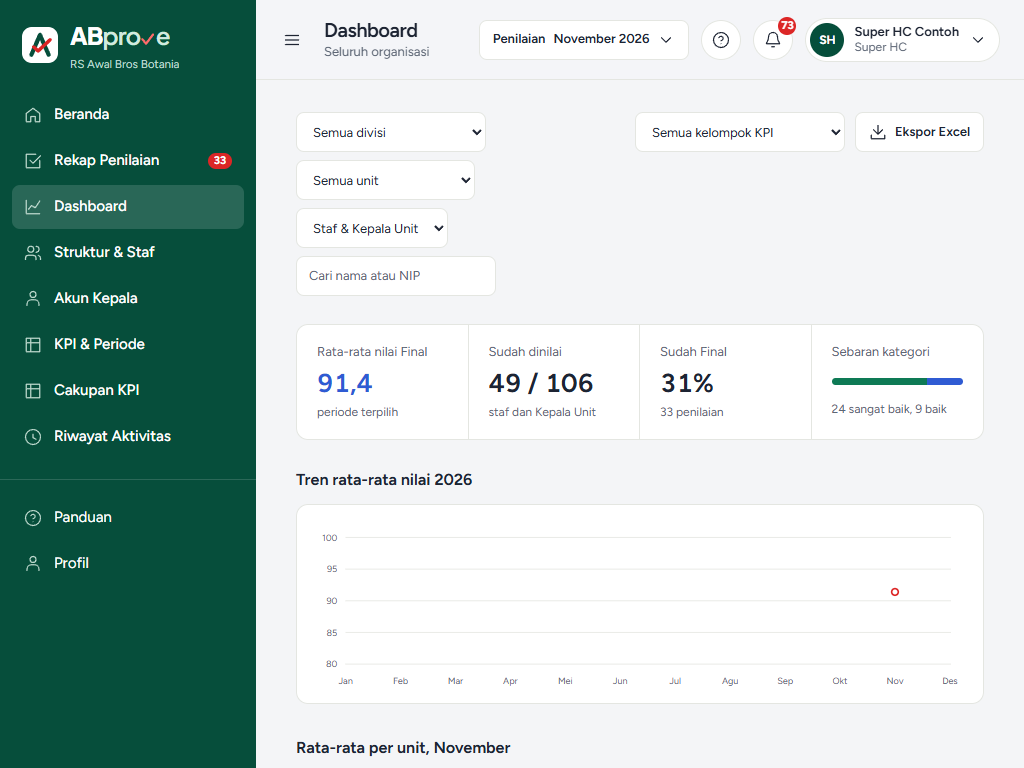 ABprove
RS Awal Bros Botania
Beranda
Rekap Penilaian 33
Dashboard
Struktur & Staf
Akun Kepala
KPI & Periode
Cakupan KPI
Riwayat Aktivitas
Panduan
Profil
Dashboard
Seluruh organisasi
Penilaian November 2026
73
SH
Super HC Contoh
Super HC
Semua divisi
Semua kelompok KPI
Ekspor Excel
Semua unit
Staf & Kepala Unit
Cari nama atau NIP
Rata-rata nilai Final
91,4
periode terpilih
Sudah dinilai
49 / 106
staf dan Kepala Unit
Sudah Final
31%
33 penilaian
Sebaran kategori
24 sangat baik, 9 baik
Tren rata-rata nilai 2026
100
95
90
85
80
Jan Feb Mar Apr Mei Jun Jul Agu Sep Okt Nov Des
Rata-rata per unit, November